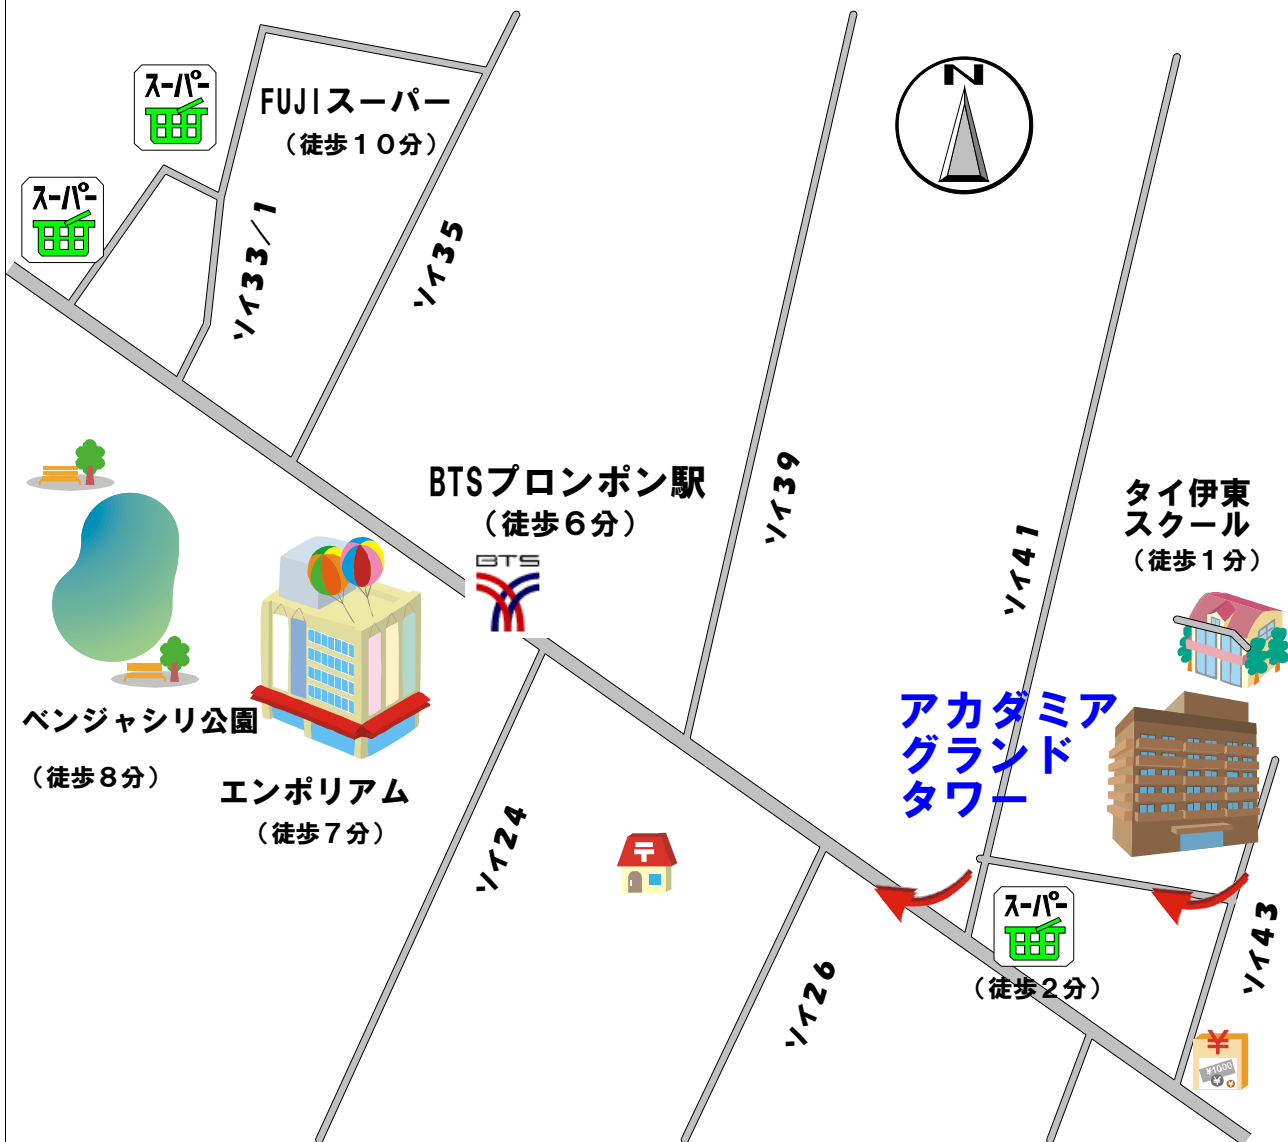 N
スーパー
FUJIスーパー
（徒歩１０分）
スーパー
ソイ33/1
ソイ35
BTSプロンポン駅
（徒歩６分）
BTS
ソイ39
ソイ41
タイ伊東
スクール
（徒歩１分）
アカダミア
グランド
タワー
ベンジャシリ公園
（徒歩８分）
エンポリアム
（徒歩７分）
ソイ24
〒
スーパー
（徒歩２分）
ソイ26
ソイ43
¥
¥1000
¥